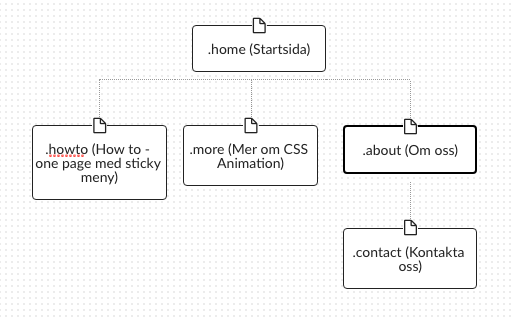 .home (Startsida)
.howto (How to -
one page med sticky
meny)
.more (Mer om CSS
Animation)
.about (Om oss)
.contact (Kontakta
oss)